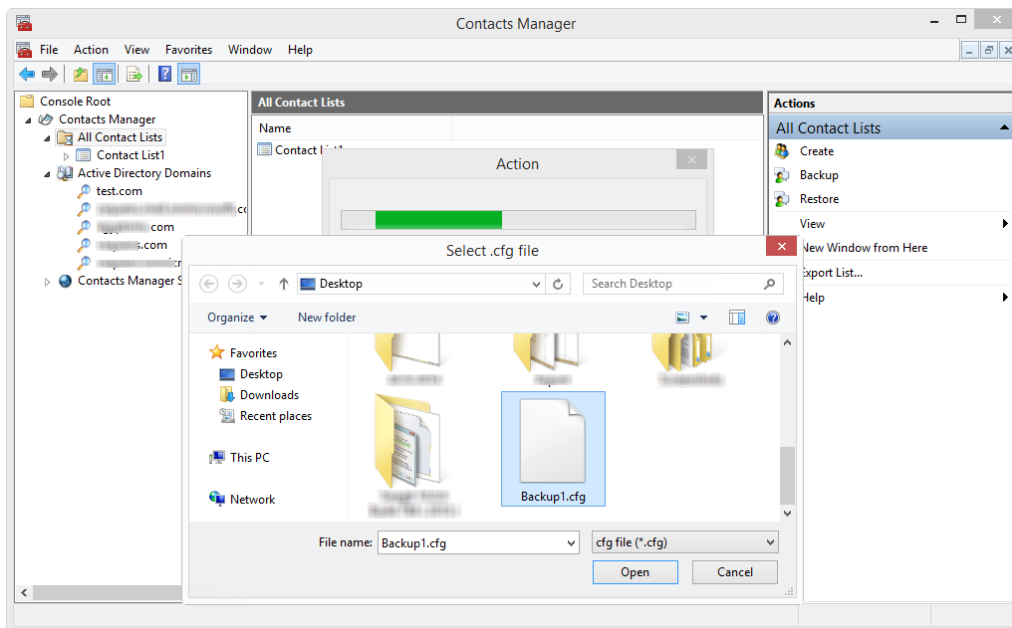 Contacts Manager
File Action View Favorites Window Help
Console Root
Contacts Manager
All Contact Lists
Contact List1
Active Directory Domains
test.com
.com
s.com
Contacts Manager S
All Contact Lists
Name
Contact
Action
Actions
All Contact Lists
Create
Backup
Restore
View
New Window from Here
Export List...
Help
Select .cfg file
Desktop
Search Desktop
Organize
New folder
Favorites
Desktop
Downloads
Recent places
This PC
Network
Backup1.cfg
File name: Backup1.cfg
cfg file (*.cfg)
Open
Cancel